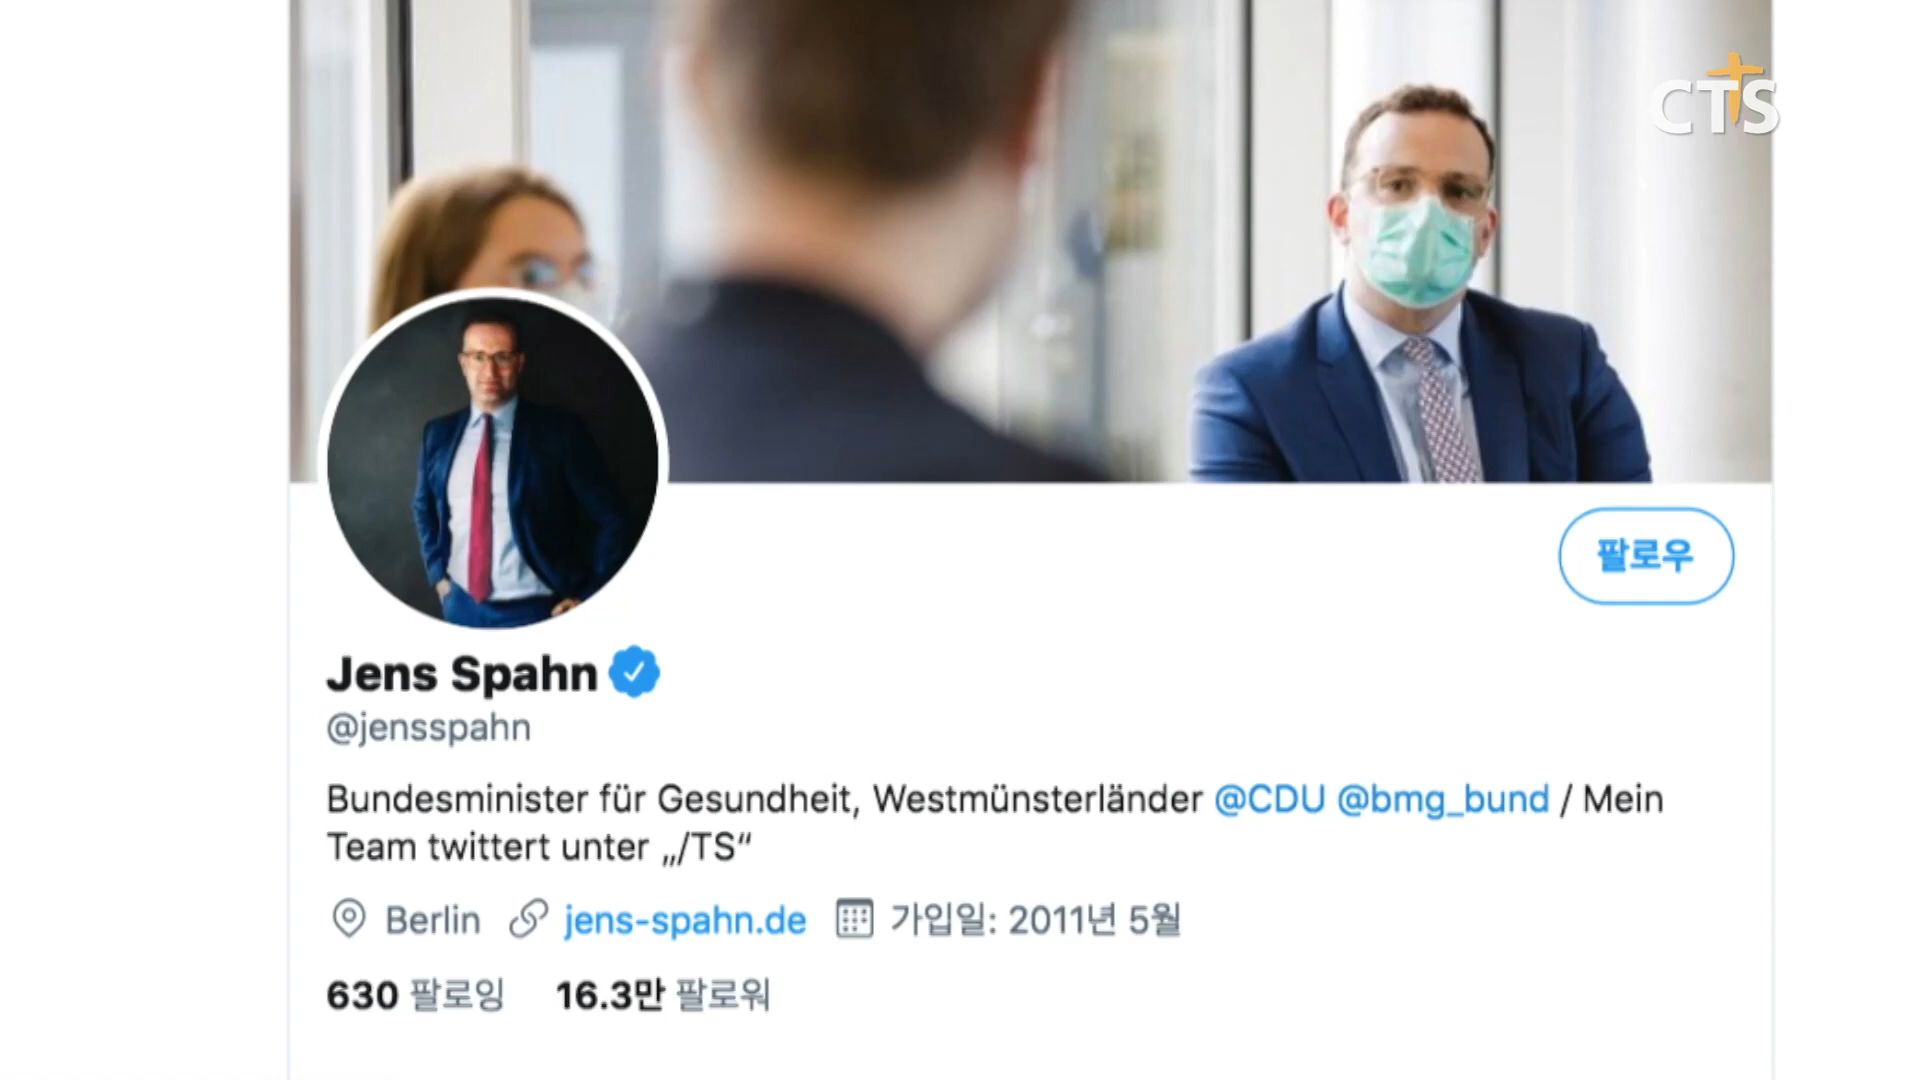 CTS
팔로우
Jens Spahn
@jensspahn
Bundesminister für Gesundheit, Westmünsterländer @CDU @bmg_bund / Mein
Team twittert unter „/TS“
Berlin jens-spahn.de 가입일: 2011년 5월
630 팔로잉 16.3만 팔로워